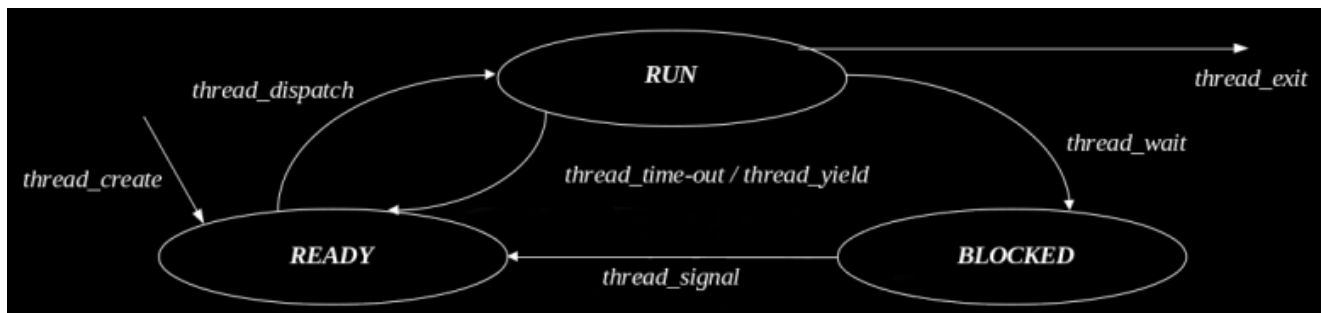 RUN
thread_exit
thread_dispatch
thread_wait
thread_create
thread_time-out / thread_yield
READY
BLOCKED
thread_signal